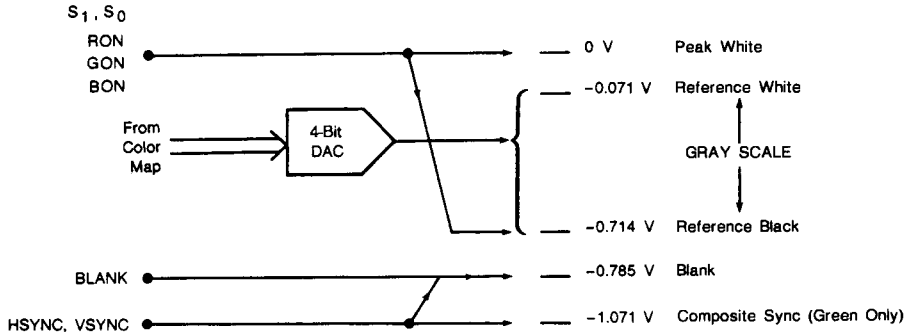 S1, S0
RON
GON
BON
0 V Peak White
-0.071 V Reference White
From
Color
Map
4-Bit
DAC
GRAY SCALE
-0.714 V Reference Black
BLANK
-0.785 V Blank
HSYNC, VSYNC
-1.071 V Composite Sync (Green Only)